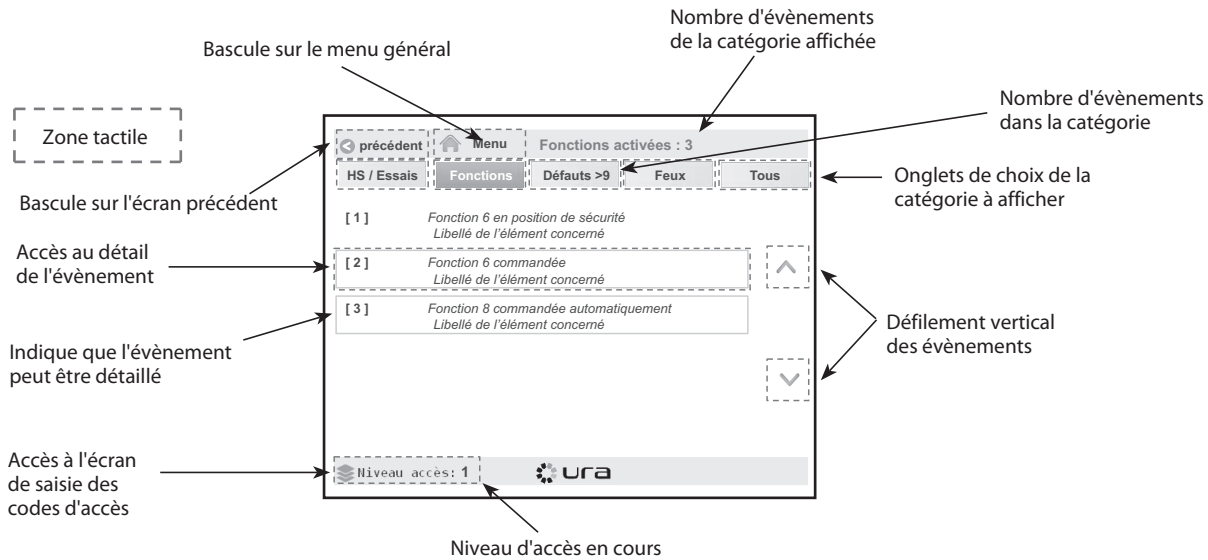 Nombre d'évènements
de la catégorie affichée
Bascule sur le menu général
Nombre d'évènements
dans la catégorie
Zone tactile
précédent
Menu
Fonctions activées : 3
HS / Essais
Fonctions
Défauts >9
Feux
Tous
Onglets de choix de la
catégorie à afficher
Bascule sur l'écran précédent
[ 1 ] Fonction 6 en position de sécurité
Libellé de l'élément concerné
Accès au détail
de l'évènement
[ 2 ] Fonction 6 commandée
Libellé de l'élément concerné
[ 3 ] Fonction 8 commandée automatiquement
Libellé de l'élément concerné
Défilement vertical
des évènements
Indique que l'évènement
peut être détaillé
Accès à l'écran
de saisie des
codes d'accès
Niveau accès: 1
ura
Niveau d'accès en cours